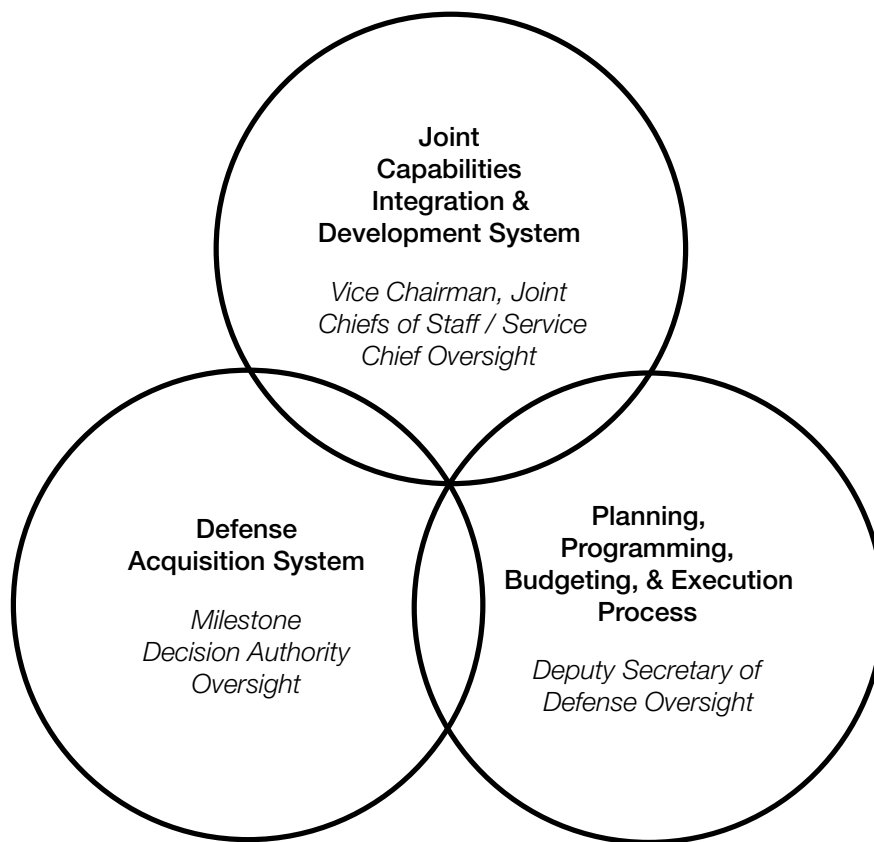 Joint
Capabilities
Integration &
Development System
Vice Chairman, Joint
Chiefs of Staff / Service
Chief Oversight
Defense
Acquisition System
Milestone
Decision Authority
Oversight
Planning,
Programming,
Budgeting, & Execution
Process
Deputy Secretary of
Defense Oversight